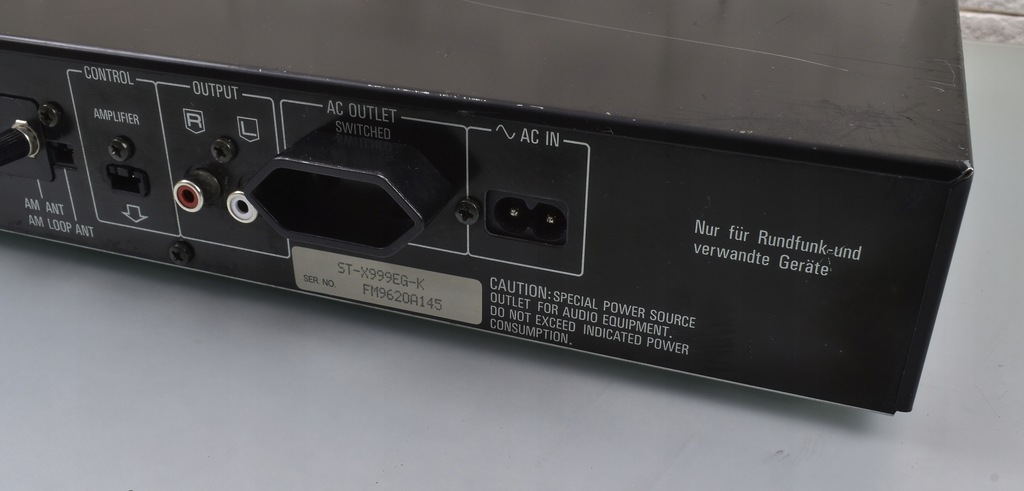 CONTROL
AMPLIFIER
AM ANT
AM LOOP ANT
OUTPUT
R
L
AC OUTLET
SWITCHED
~ AC IN
ST-X999EG-K
SER NO.
FM9620A145
CAUTION: SPECIAL POWER SOURCE
OUTLET FOR AUDIO EQUIPMENT.
DO NOT EXCEED INDICATED POWER
CONSUMPTION.
Nur für Rundfunk-und
verwandte Geräte